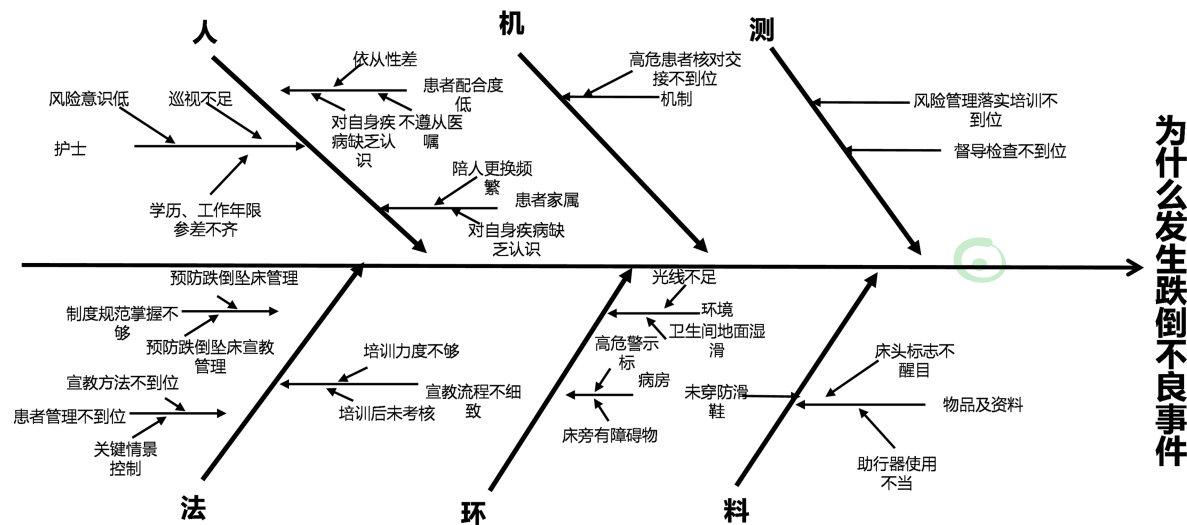 人
机
测
依从性差
患者配合度
低
风险意识低
巡视不足
对自身疾
病缺乏认
识
不遵从医
嘱
护士
学历、工作年限
参差不齐
陪人更换频
繁
患者家属
对自身疾病缺
乏认识
高危患者核对交
接不到位
机制
风险管理落实培训不
到位
督导检查不到位
为什么发生跌倒不良事件
预防跌倒坠床管理
制度规范掌握不
够
预防跌倒坠床宣教
管理
宣教方法不到位
患者管理不到位
关键情景
控制
培训力度不够
宣教流程不细
致
培训后未考核
光线不足
环境
卫生间地面湿
滑
高危警示
标
病房
床旁有障碍物
未穿防滑
鞋
床头标志不
醒目
物品及资料
助行器使用
不当
法
环
料